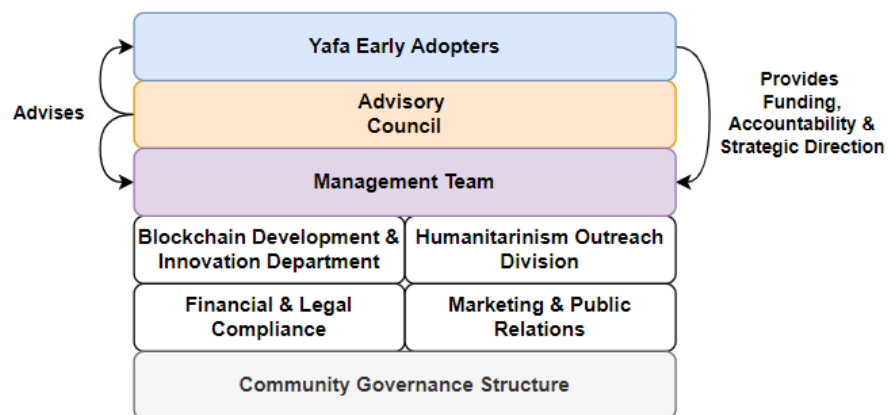 Yafa Early Adopters
Advises
Advisory
Council
Provides
Funding,
Accountability &
Strategic Direction
Management Team
Blockchain Development &
Innovation Department
Humanitarinism Outreach
Division
Financial & Legal
Compliance
Marketing & Public
Relations
Community Governance Structure